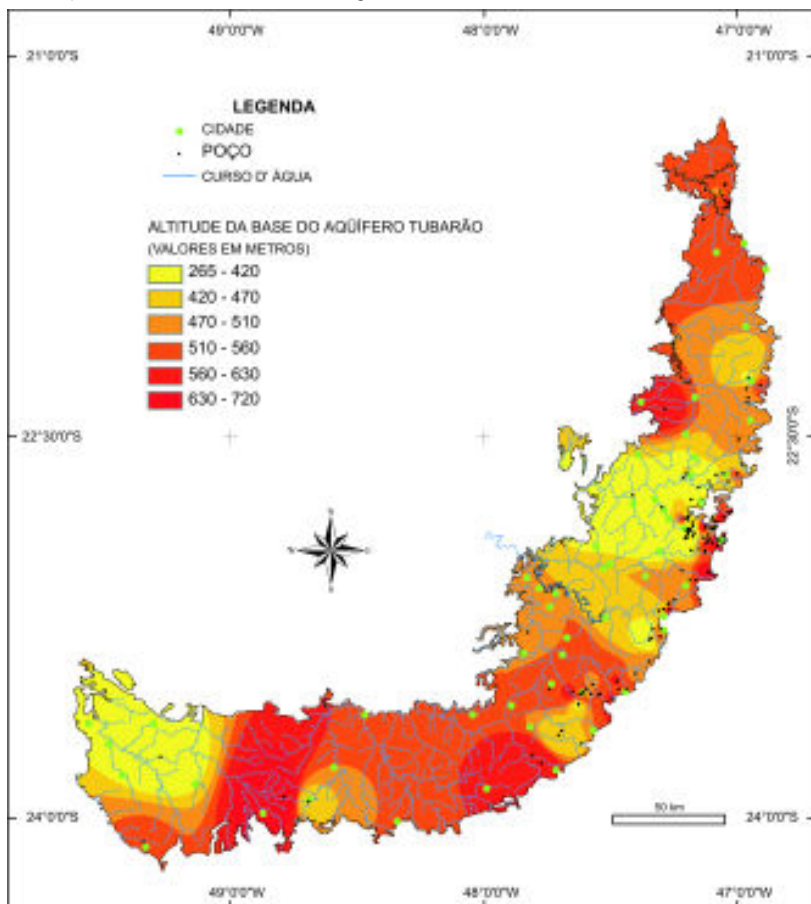 49°0'0"W 48°0'0"W 47°0'0"W
21°0'0"S 21°0'0"S
LEGENDA
CIDADE
POÇO
CURSO D' ÀGUA
ALTITUDE DA BASE DO AQÜÍFERO TUBARÃO
(VALORES EM METROS)
265 - 420
420 - 470
470 - 510
510 - 560
560 - 630
630 - 720
22°30'0"S 22°30'0"S
N
S
50 km
24°0'0"S 24°0'0"S
49°0'0"W 48°0'0"W 47°0'0"W